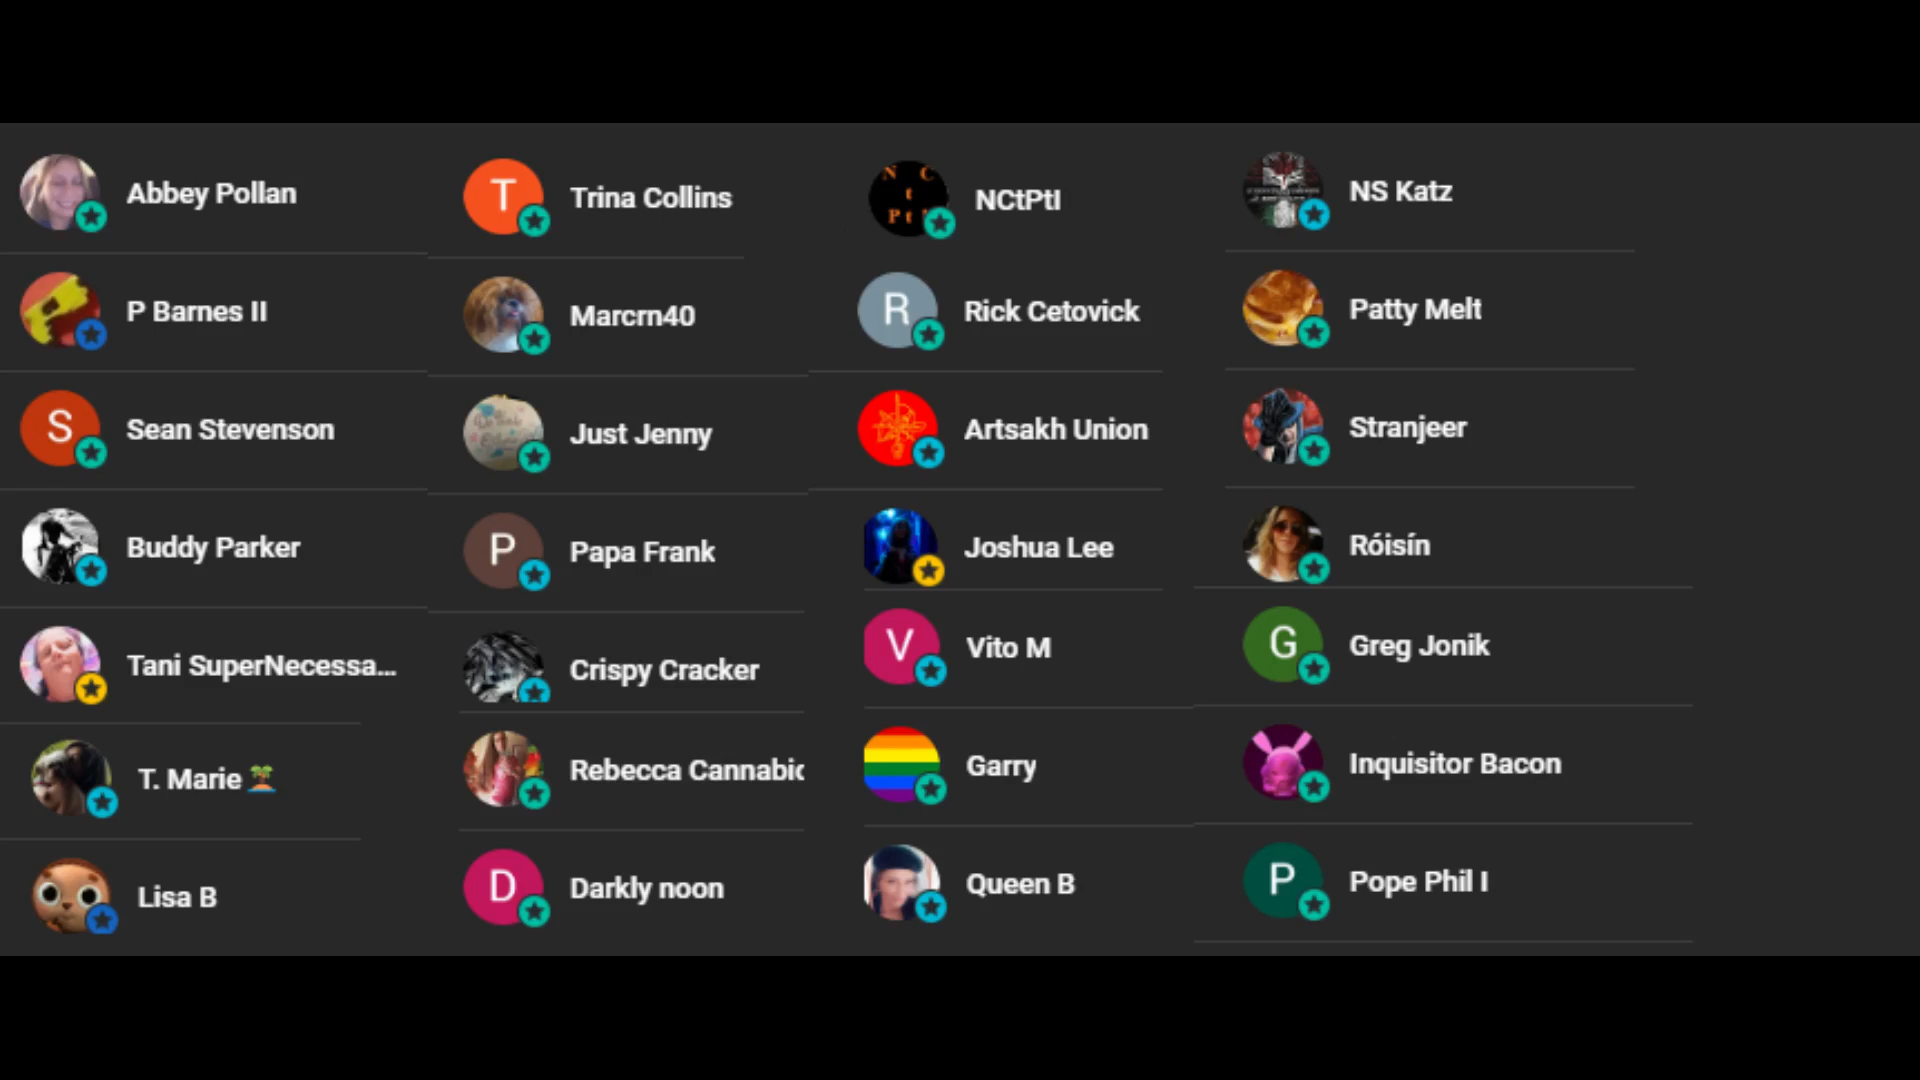 Abbey Pollan
P Barnes II
S
Sean Stevenson
Buddy Parker
Tani SuperNecessa...
T. Marie🏝️
Lisa B
T
Trina Collins
Marcrn40
Just Jenny
P
Papa Frank
Crispy Cracker
Rebecca Cannabic
D
Darkly noon
N C
t
Pt
NCtPtI
R
Rick Cetovick
Artsakh Union
Joshua Lee
V
Vito M
Garry
Queen B
NS Katz
Patty Melt
Stranjeer
Róisín
G
Greg Jonik
Inquisitor Bacon
P
Pope Phil I